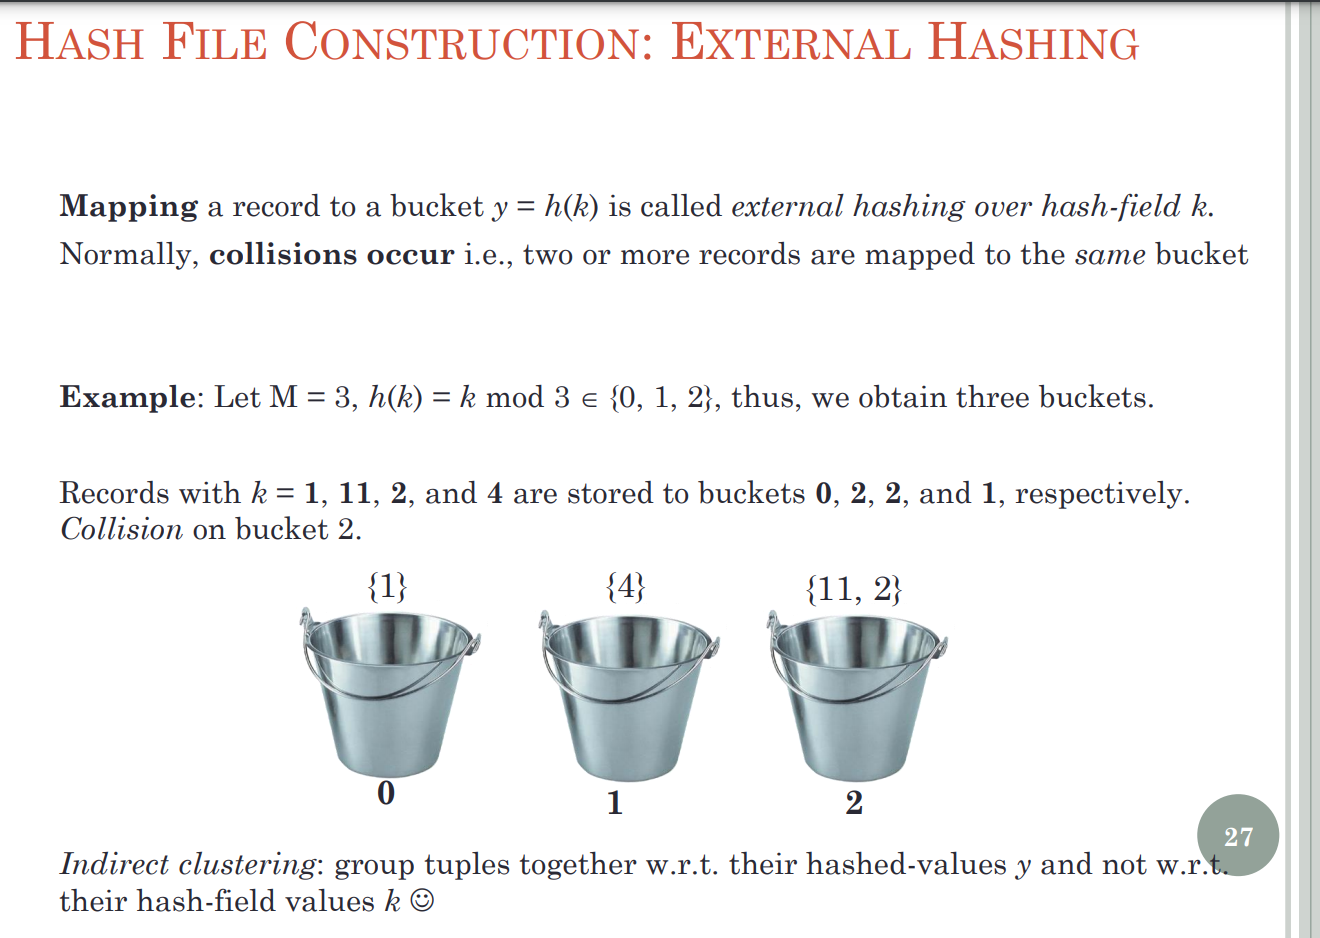 HASH FILE CONSTRUCTION: EXTERNAL HASHING
Mapping a record to a bucket y = h(k) is called external hashing over hash-field k.
Normally, collisions occur i.e., two or more records are mapped to the same bucket
Example: Let M = 3, h(k) = k mod 3 ∈ {0, 1, 2}, thus, we obtain three buckets.
Records with k = 1, 11, 2, and 4 are stored to buckets 0, 2, 2, and 1, respectively.
Collision on bucket 2.
{1} {4} {11, 2}
0 1 2
27
Indirect clustering: group tuples together w.r.t. their hashed-values y and not w.r.t.
their hash-field values k ☺